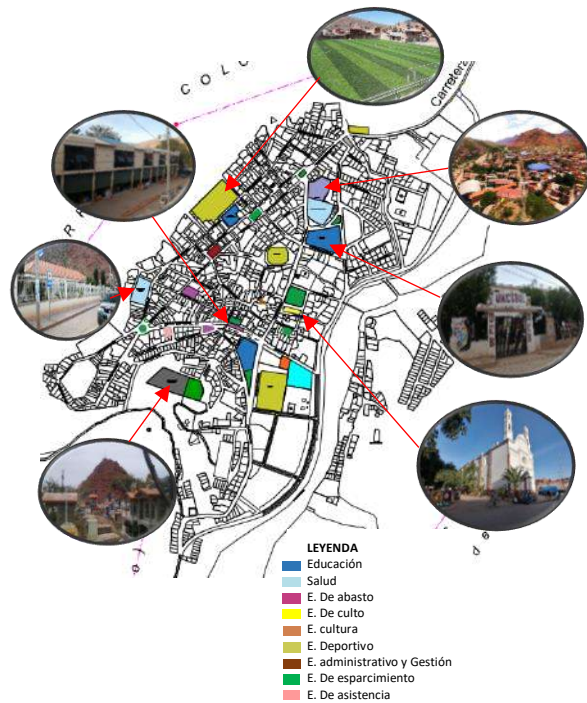 C O L C
Carretera
LEYENDA
Educación
Salud
E. De abasto
E. De culto
E. cultura
E. Deportivo
E. administrativo y Gestión
E. De esparcimiento
E. De asistencia